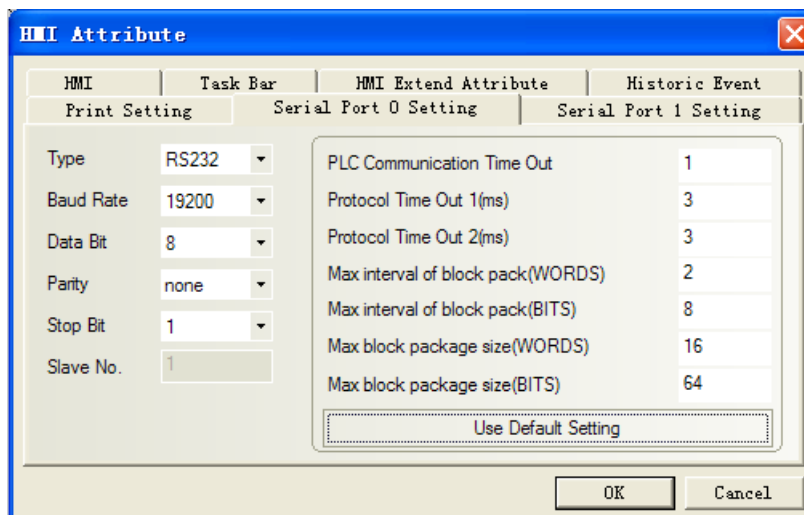 HMI Attribute
HMI
Task Bar
HMI Extend Attribute
Historic Event
Print Setting
Serial Port 0 Setting
Serial Port 1 Setting
Type RS232
Baud Rate 19200
Data Bit 8
Parity none
Stop Bit 1
Slave No. 1
PLC Communication Time Out 1
Protocol Time Out 1(ms) 3
Protocol Time Out 2(ms) 3
Max interval of block pack(WORDS) 2
Max interval of block pack(BITS) 8
Max block package size(WORDS) 16
Max block package size(BITS) 64
Use Default Setting
OK
Cancel